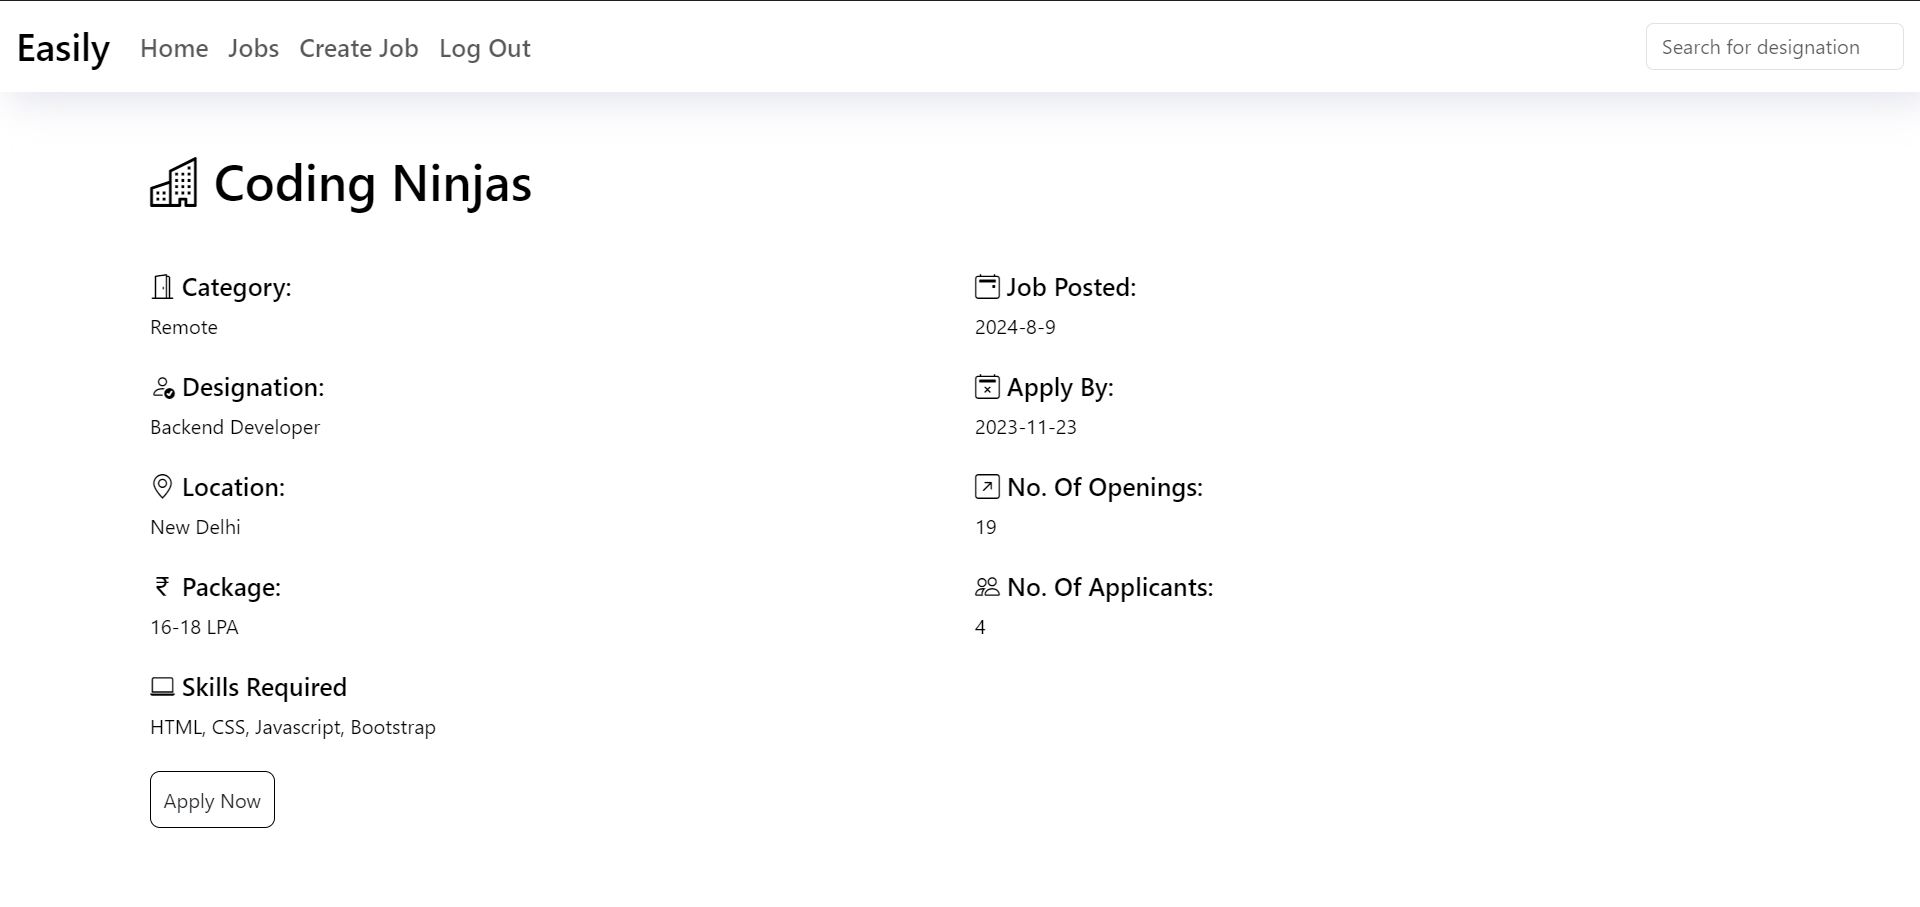 Easily Home Jobs Create Job Log Out Search for designation
Coding Ninjas
Category:
Remote
Designation:
Backend Developer
Location:
New Delhi
₹ Package:
16-18 LPA
Skills Required
HTML, CSS, Javascript, Bootstrap
Apply Now
Job Posted:
2024-8-9
Apply By:
2023-11-23
No. Of Openings:
19
No. Of Applicants:
4